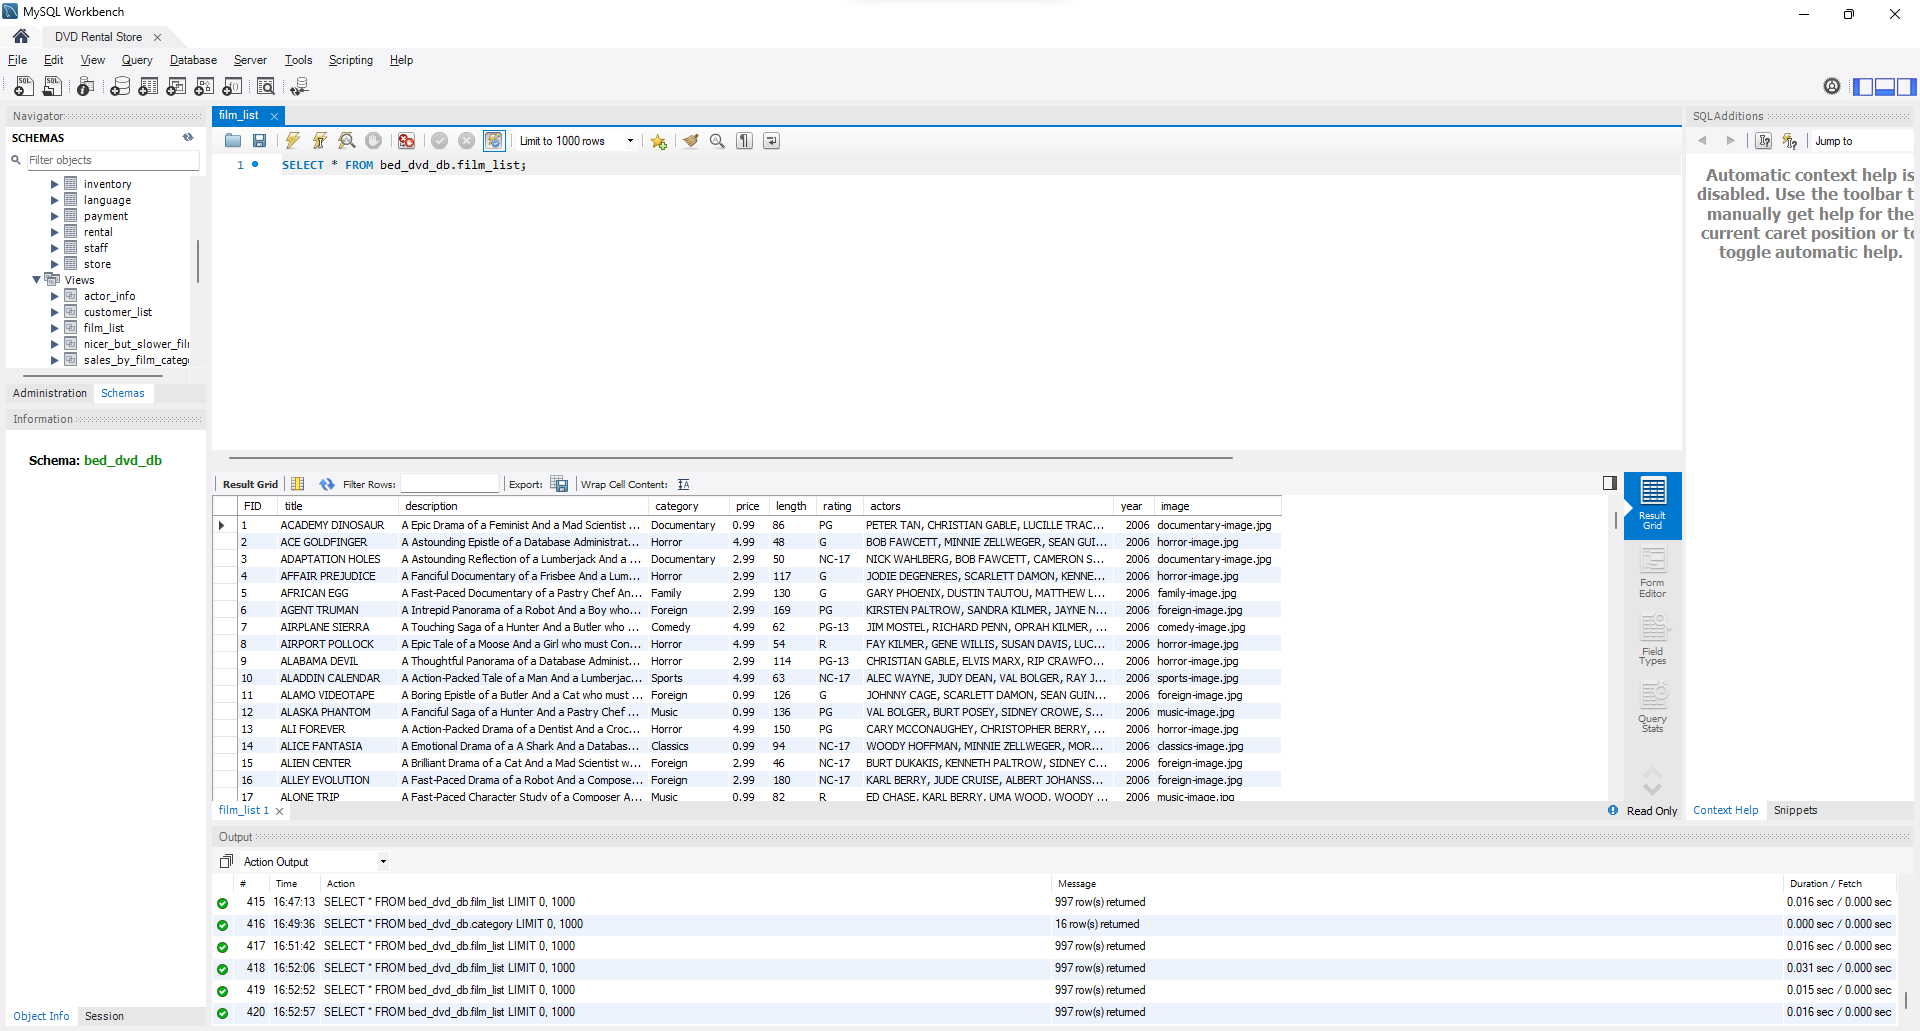 MySQL Workbench
DVD Rental Store
File Edit View Query Database Server Tools Scripting Help
Navigator
SCHEMAS
Filter objects
inventory
language
payment
rental
staff
store
Views
actor_info
customer_list
film_list
nicer_but_slower_filr
sales_by_film_catego
Administration Schemas
Information
Schema: bed_dvd_db
Object Info Session
film_list
Limit to 1000 rows
1 SELECT * FROM bed_dvd_db.film_list;
Result Grid Filter Rows: Export: Wrap Cell Content:
FID title description category price length rating actors year image
1 ACADEMY DINOSAUR A Epic Drama of a Feminist And a Mad Scientist ... Documentary 0.99 86 PG PETER TAN, CHRISTIAN GABLE, LUCILLE TRAC... 2006 documentary-image.jpg
2 ACE GOLDFINGER A Astounding Epistle of a Database Administrat... Horror 4.99 48 G BOB FAWCETT, MINNIE ZELLWEGER, SEAN GUI... 2006 horror-image.jpg
3 ADAPTATION HOLES A Astounding Reflection of a Lumberjack And a ... Documentary 2.99 50 NC-17 NICK WAHLBERG, BOB FAWCETT, CAMERON S... 2006 documentary-image.jpg
4 AFFAIR PREJUDICE A Fanciful Documentary of a Frisbee And a Lum... Horror 2.99 117 G JODIE DEGENERES, SCARLETT DAMON, KENNE... 2006 horror-image.jpg
5 AFRICAN EGG A Fast-Paced Documentary of a Pastry Chef An... Family 2.99 130 G GARY PHOENIX, DUSTIN TAUTOU, MATTHEW L... 2006 family-image.jpg
6 AGENT TRUMAN A Intrepid Panorama of a Robot And a Boy who... Foreign 2.99 169 PG KIRSTEN PALTROW, SANDRA KILMER, JAYNE N... 2006 foreign-image.jpg
7 AIRPLANE SIERRA A Touching Saga of a Hunter And a Butler who ... Comedy 4.99 62 PG-13 JIM MOSTEL, RICHARD PENN, OPRAH KILMER, ... 2006 comedy-image.jpg
8 AIRPORT POLLOCK A Epic Tale of a Moose And a Girl who must Con... Horror 4.99 54 R FAY KILMER, GENE WILLIS, SUSAN DAVIS, LUC... 2006 horror-image.jpg
9 ALABAMA DEVIL A Thoughtful Panorama of a Database Administ... Horror 2.99 114 PG-13 CHRISTIAN GABLE, ELVIS MARX, RIP CRAWFO... 2006 horror-image.jpg
10 ALADDIN CALENDAR A Action-Packed Tale of a Man And a Lumberjac... Sports 4.99 63 NC-17 ALEC WAYNE, JUDY DEAN, VAL BOLGER, RAY J... 2006 sports-image.jpg
11 ALAMO VIDEOTAPE A Boring Epistle of a Butler And a Cat who must ... Foreign 0.99 126 G JOHNNY CAGE, SCARLETT DAMON, SEAN GUIN... 2006 foreign-image.jpg
12 ALASKA PHANTOM A Fanciful Saga of a Hunter And a Pastry Chef ... Music 0.99 136 PG VAL BOLGER, BURT POSEY, SIDNEY CROWE, S... 2006 music-image.jpg
13 ALI FOREVER A Action-Packed Drama of a Dentist And a Croc... Horror 4.99 150 PG CARY MCCONAUGHEY, CHRISTOPHER BERRY, ... 2006 horror-image.jpg
14 ALICE FANTASIA A Emotional Drama of a A Shark And a Databas... Classics 0.99 94 NC-17 WOODY HOFFMAN, MINNIE ZELLWEGER, MOR... 2006 classics-image.jpg
15 ALIEN CENTER A Brilliant Drama of a Cat And a Mad Scientist w... Foreign 2.99 46 NC-17 BURT DUKAKIS, KENNETH PALTROW, SIDNEY C... 2006 foreign-image.jpg
16 ALLEY EVOLUTION A Fast-Paced Drama of a Robot And a Compose... Foreign 2.99 180 NC-17 KARL BERRY, JUDE CRUISE, ALBERT JOHANSS... 2006 foreign-image.jpg
17 ALONE TRIP A Fast-Paced Character Study of a Composer A... Music 0.99 82 R ED CHASE, KARL BERRY, UMA WOOD, WOODY ... 2006 music-image.jpg
film_list 1
Read Only
Result
Grid
Form
Editor
Field
Types
Query
Stats
SQLAdditions
Jump to
Automatic context help is
disabled. Use the toolbar t
manually get help for the
current caret position or to
toggle automatic help.
Context Help Snippets
Output
Action Output
# Time Action Message Duration / Fetch
415 16:47:13 SELECT * FROM bed_dvd_db.film_list LIMIT 0, 1000 997 row(s) returned 0.016 sec / 0.000 sec
416 16:49:36 SELECT * FROM bed_dvd_db.category LIMIT 0, 1000 16 row(s) returned 0.000 sec / 0.000 sec
417 16:51:42 SELECT * FROM bed_dvd_db.film_list LIMIT 0, 1000 997 row(s) returned 0.016 sec / 0.000 sec
418 16:52:06 SELECT * FROM bed_dvd_db.film_list LIMIT 0, 1000 997 row(s) returned 0.031 sec / 0.000 sec
419 16:52:52 SELECT * FROM bed_dvd_db.film_list LIMIT 0, 1000 997 row(s) returned 0.015 sec / 0.000 sec
420 16:52:57 SELECT * FROM bed_dvd_db.film_list LIMIT 0, 1000 997 row(s) returned 0.016 sec / 0.000 sec